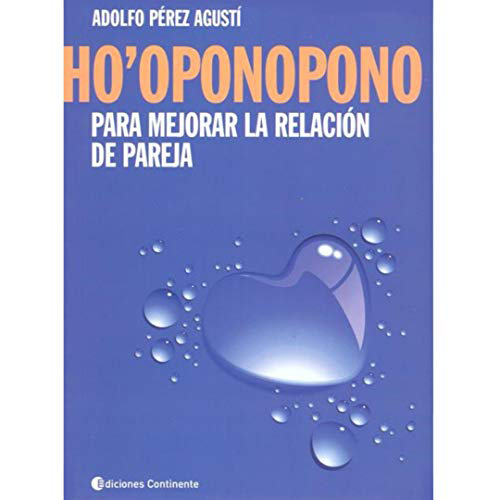 ADOLFO PÉREZ AGUSTÍ
HO'OPONOPONO
PARA MEJORAR LA RELACIÓN
DE PAREJA
Ediciones Continente